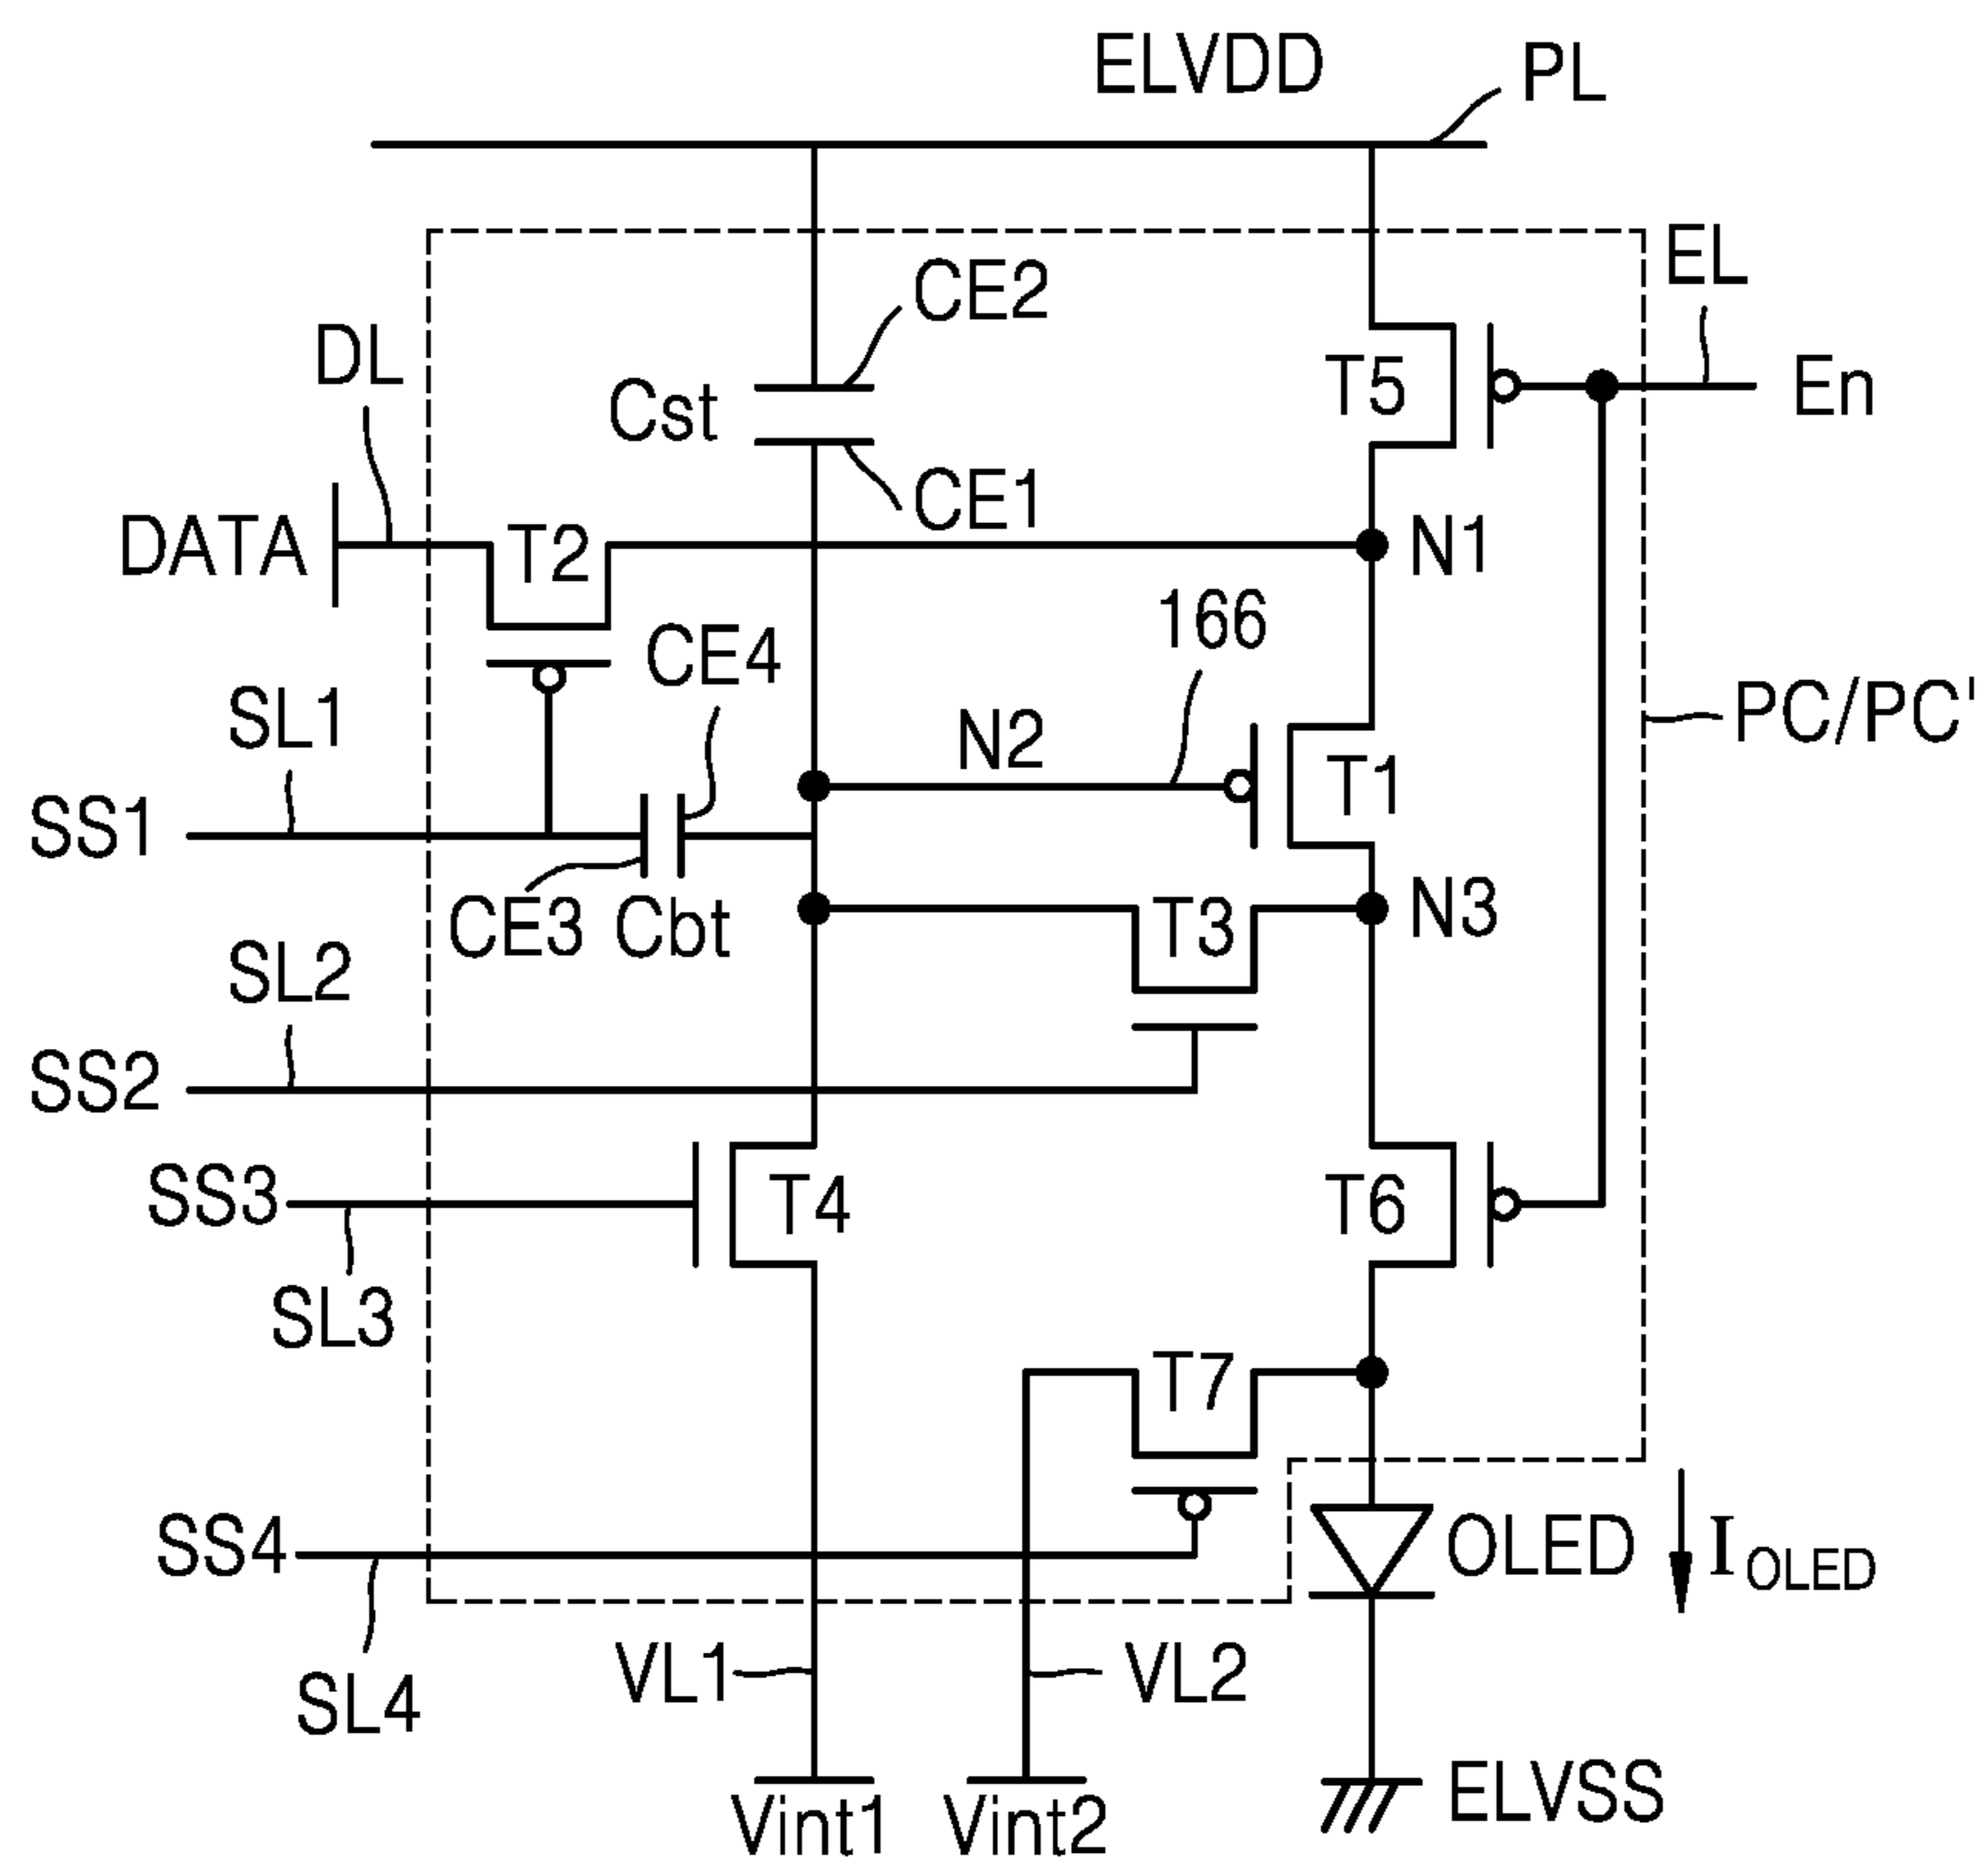 ELVDD
PL
EL
CE2
DL
T5
En
Cst
CE1
DATA
T2
N1
166
CE4
SL1
N2
PC/PC'
T1
SS1
CE3
Cbt
T3
N3
SL2
SS2
SS3
T4
T6
SL3
T7
SS4
OLED
I OLED
SL4
VL1
VL2
Vint1
Vint2
ELVSS